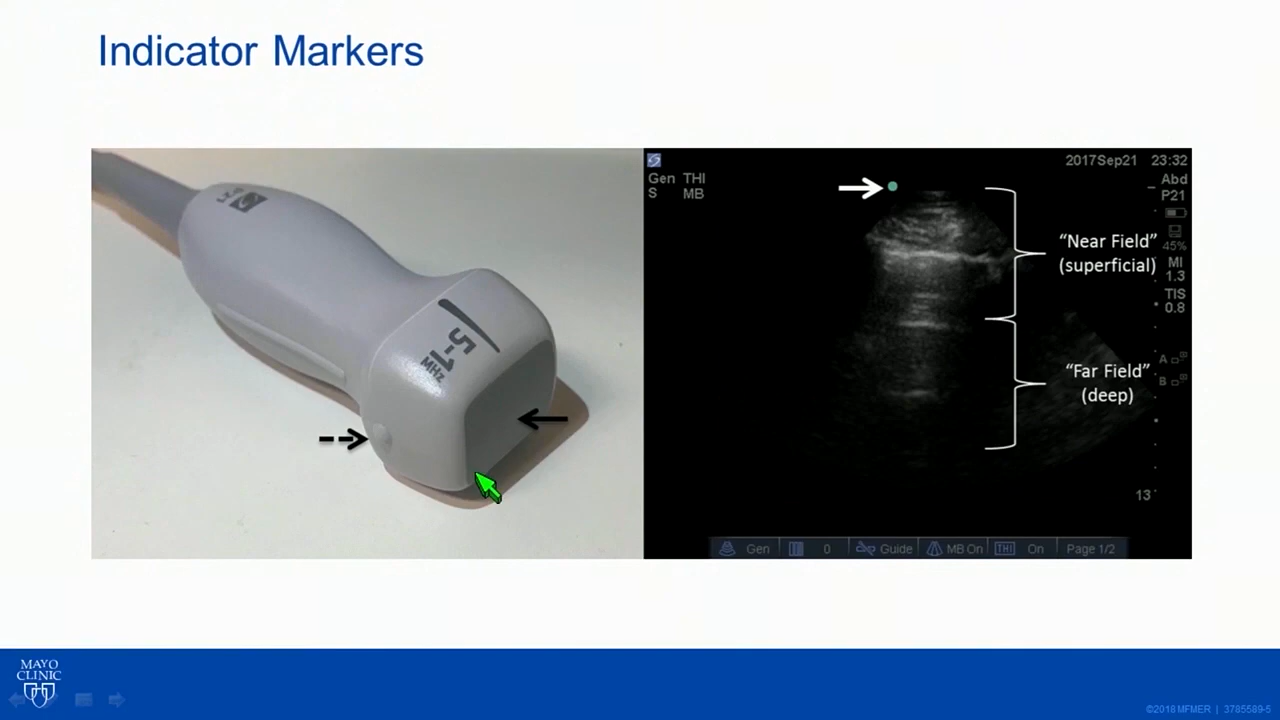 Indicator Markers
P21
5-1
MHz
2017Sep21 23:32
Gen THI
S MB
Abd
P21
45%
MI
1.3
TIS
0.8
A
B
13
“Near Field”
(superficial)
“Far Field”
(deep)
Gen 0 Guide MB On THI On Page 1/2
MAYO
CLINIC
©2018 MFMER | 3785589-5